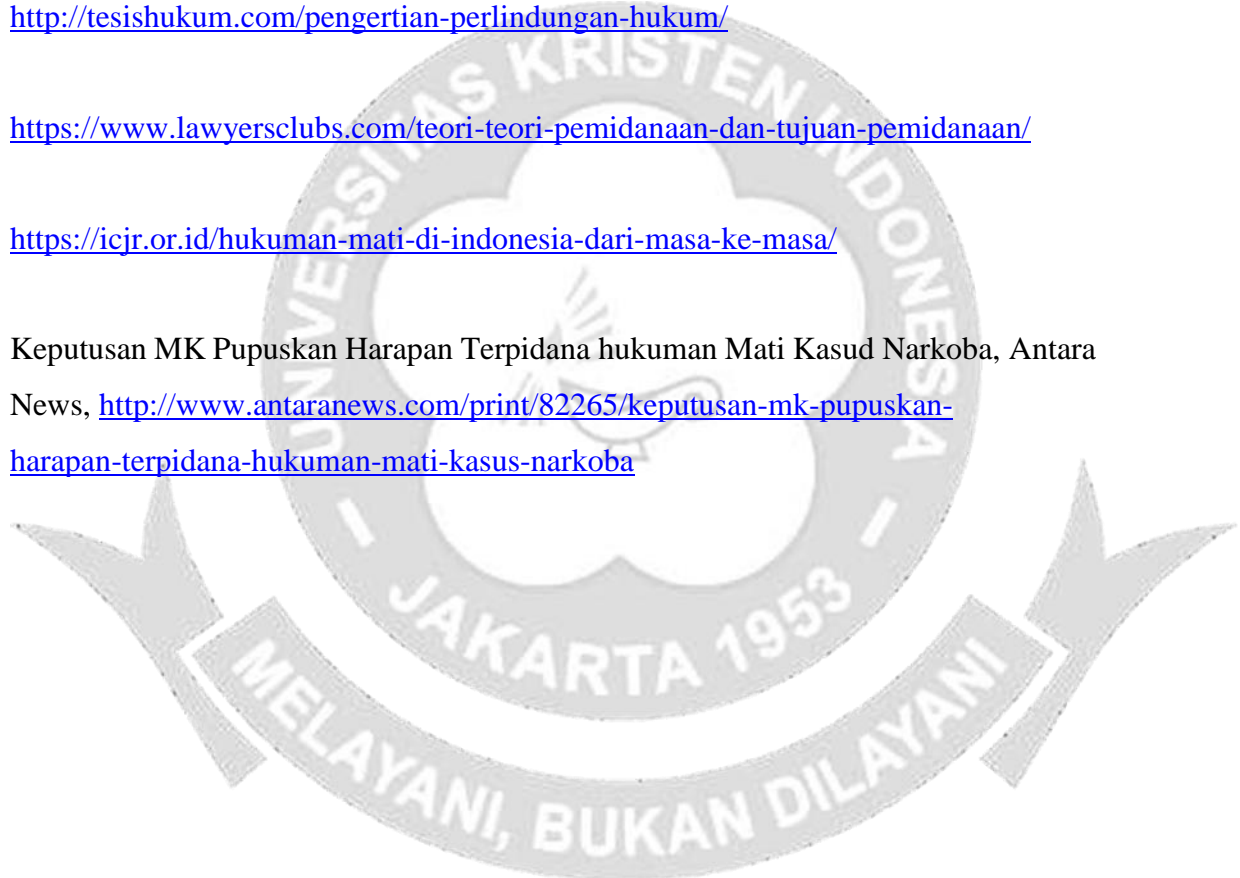 http://tesishukum.com/pengertian-perlindungan-hukum/
https://www.lawyersclubs.com/teori-teori-pemidanaan-dan-tujuan-pemidanaan/
https://icjr.or.id/hukuman-mati-di-indonesia-dari-masa-ke-masa/
Keputusan MK Pupuskan Harapan Terpidana hukuman Mati Kasud Narkoba, Antara
News, http://www.antaranews.com/print/82265/keputusan-mk-pupuskan-
harapan-terpidana-hukuman-mati-kasus-narkoba
UNIVERSITAS KRISTEN INDONESIA
JAKARTA 1953
MELAYANI, BUKAN DILAYANI